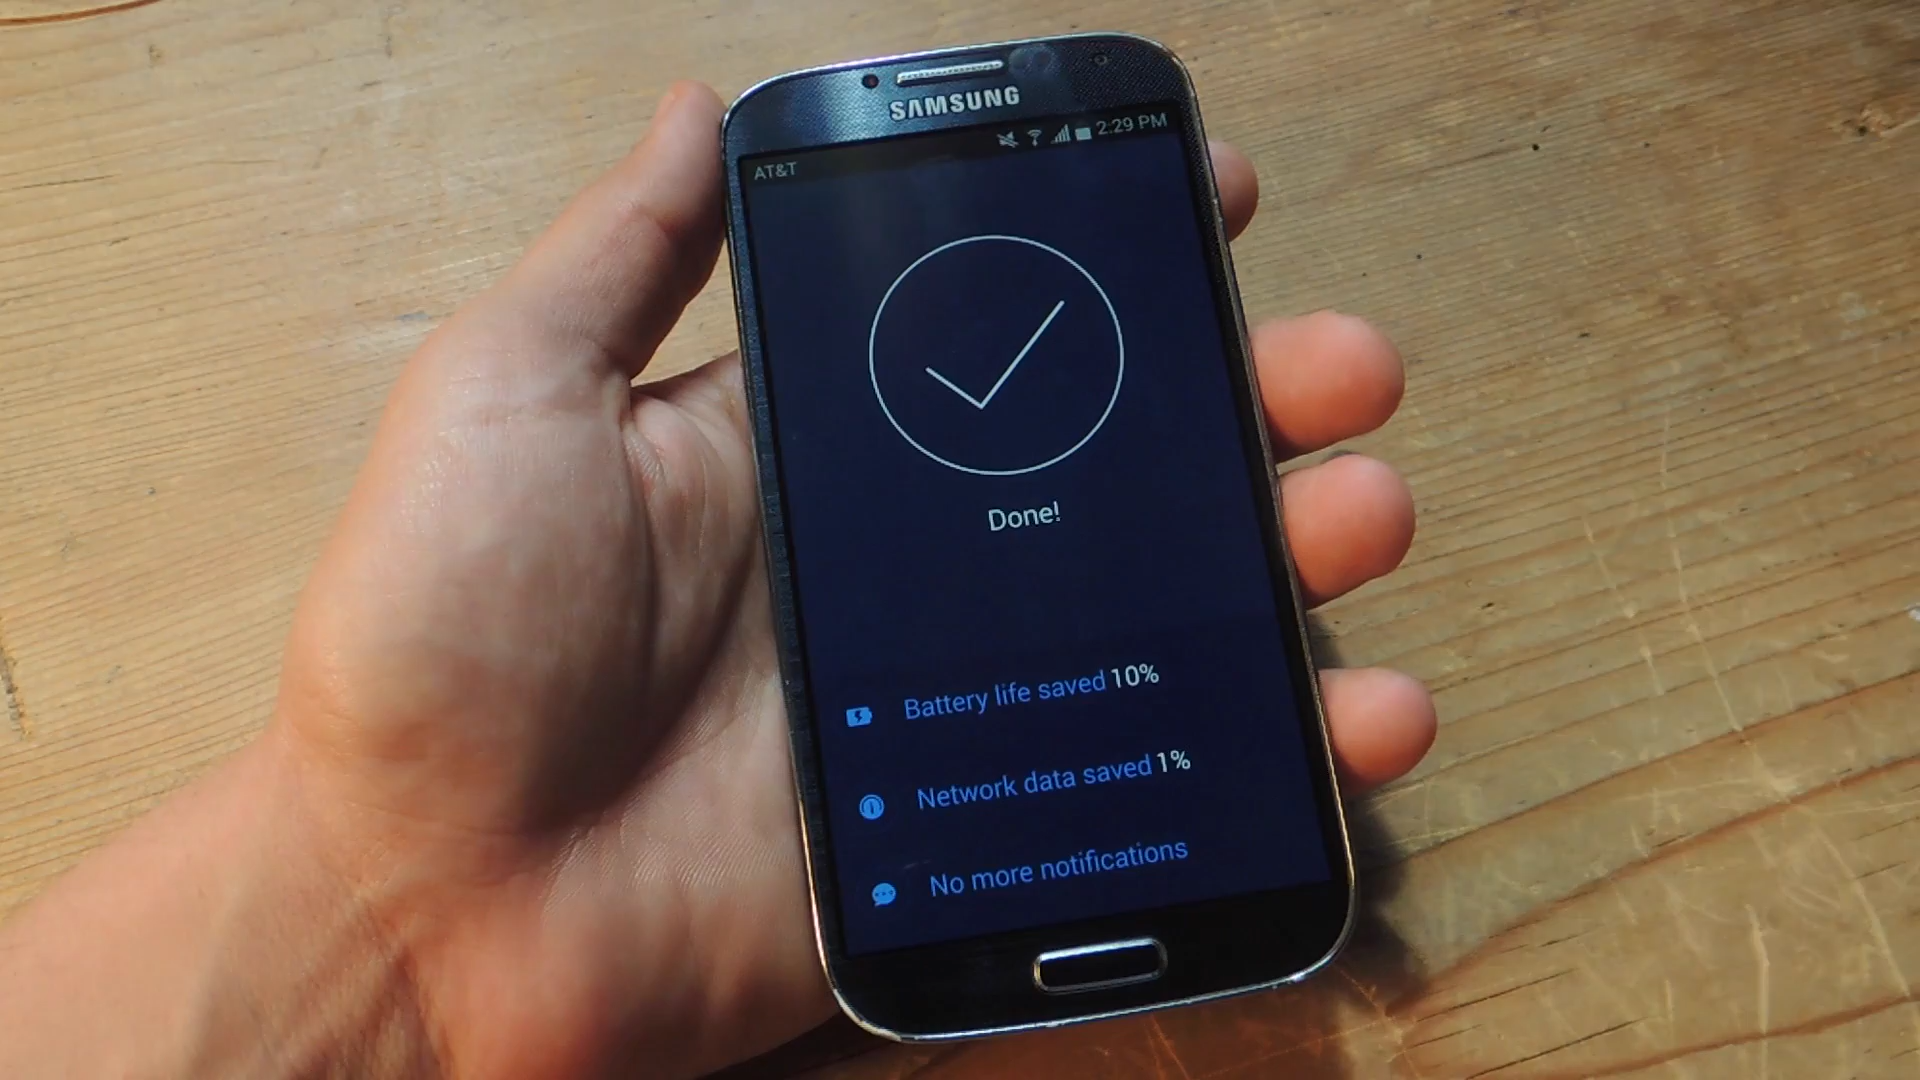 SAMSUNG
AT&T
2:29 PM
Done!
Battery life saved 10%
Network data saved 1%
No more notifications